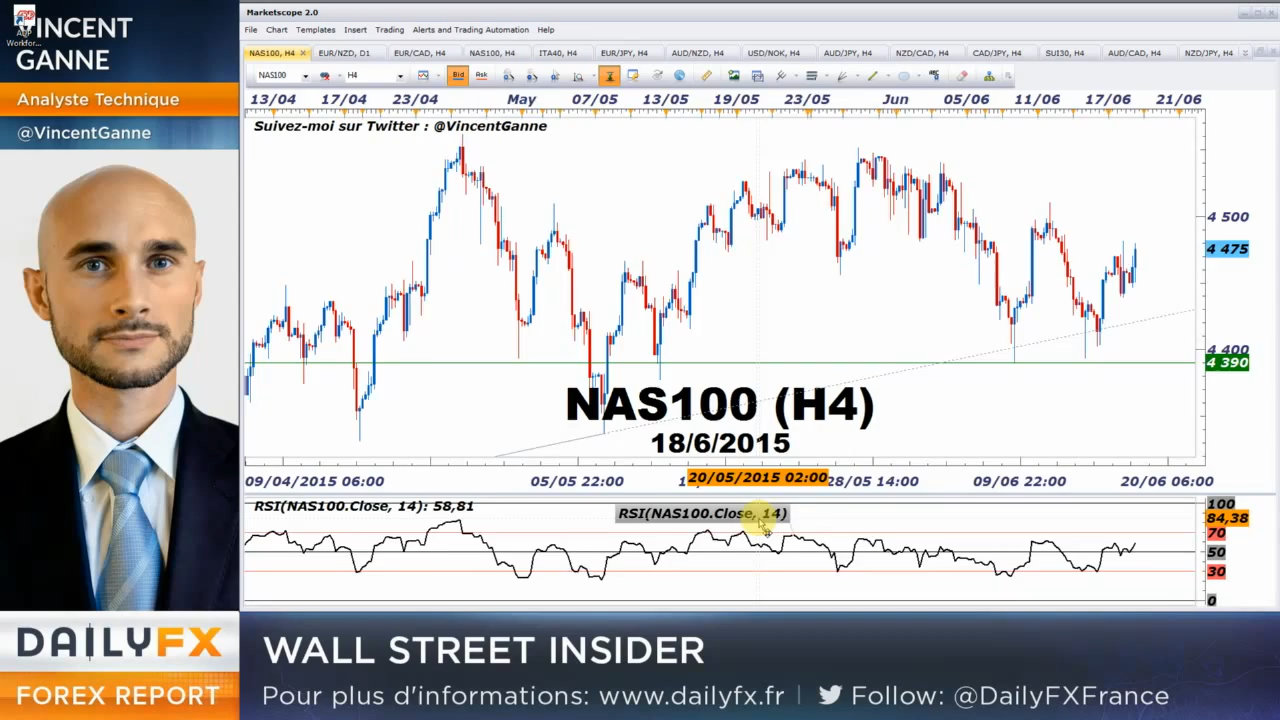 VINCENT
GANNE
Analyste Technique
@VincentGanne
Marketscope 2.0
File Chart Templates Insert Trading Alerts and Trading Automation Help
NAS100, H4 EUR/NZD, D1 EUR/CAD, H4 NAS100, H4 ITA40, H4 EUR/JPY, H4 AUD/NZD, H4 USD/NOK, H4 AUD/JPY, H4 NZD/CAD, H4 CAD/JPY, H4 SUI30, H4 AUD/CAD, H4 NZD/JPY, H4
NAS100 H4 Bid Ask
13/04 17/04 23/04 May 07/05 13/05 19/05 23/05 Jun 05/06 11/06 17/06 21/06
Suivez-moi sur Twitter : @VincentGanne
4 500
4 475
4 400
4 390
NAS100 (H4)
18/6/2015
09/04/2015 06:00 05/05 22:00 20/05/2015 02:00 28/05 14:00 09/06 22:00 20/06 06:00
RSI(NAS100.Close, 14): 58,81
RSI(NAS100.Close, 14)
100
84,38
70
50
30
0
DAILYFX
FOREX REPORT
WALL STREET INSIDER
Pour plus d'informations: www.dailyfx.fr | Follow: @DailyFXFrance